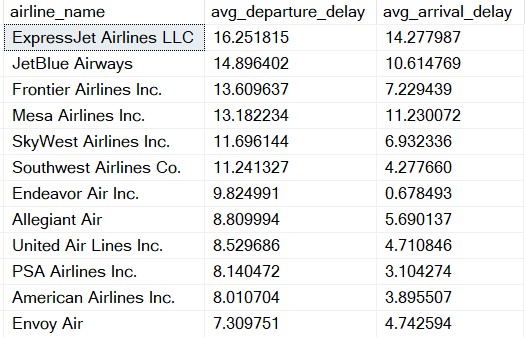 airline_name avg_departure_delay avg_arrival_delay
ExpressJet Airlines LLC 16.251815 14.277987
JetBlue Airways 14.896402 10.614769
Frontier Airlines Inc. 13.609637 7.229439
Mesa Airlines Inc. 13.182234 11.230072
SkyWest Airlines Inc. 11.696144 6.932336
Southwest Airlines Co. 11.241327 4.277660
Endeavor Air Inc. 9.824991 0.678493
Allegiant Air 8.809994 5.690137
United Air Lines Inc. 8.529686 4.710846
PSA Airlines Inc. 8.140472 3.104274
American Airlines Inc. 8.010704 3.895507
Envoy Air 7.309751 4.742594